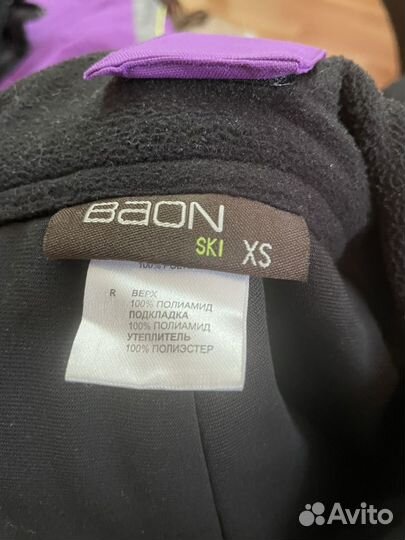 BAON
SKI XS
R ВЕРХ
100% ПОЛИАМИД
ПОДКЛАДКА
100% ПОЛИАМИД
УТЕПЛИТЕЛЬ
100% ПОЛИЭСТЕР
Avito